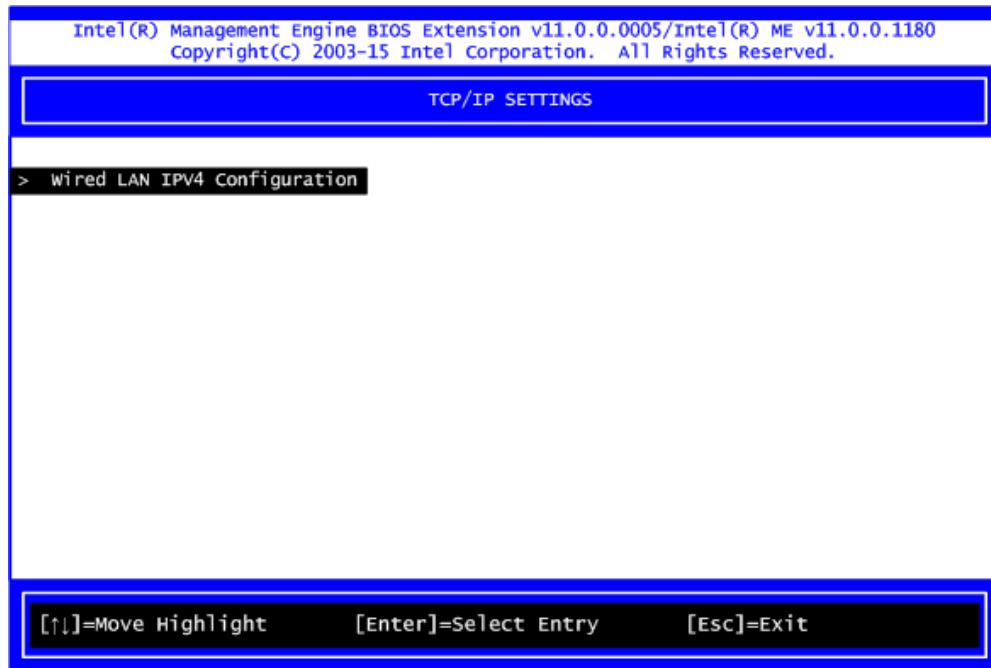 Intel(R) Management Engine BIOS Extension v11.0.0.0005/Intel(R) ME v11.0.0.1180
Copyright(C) 2003-15 Intel Corporation. All Rights Reserved.
TCP/IP SETTINGS
> Wired LAN IPV4 Configuration
[↑↓]=Move Highlight [Enter]=Select Entry [Esc]=Exit